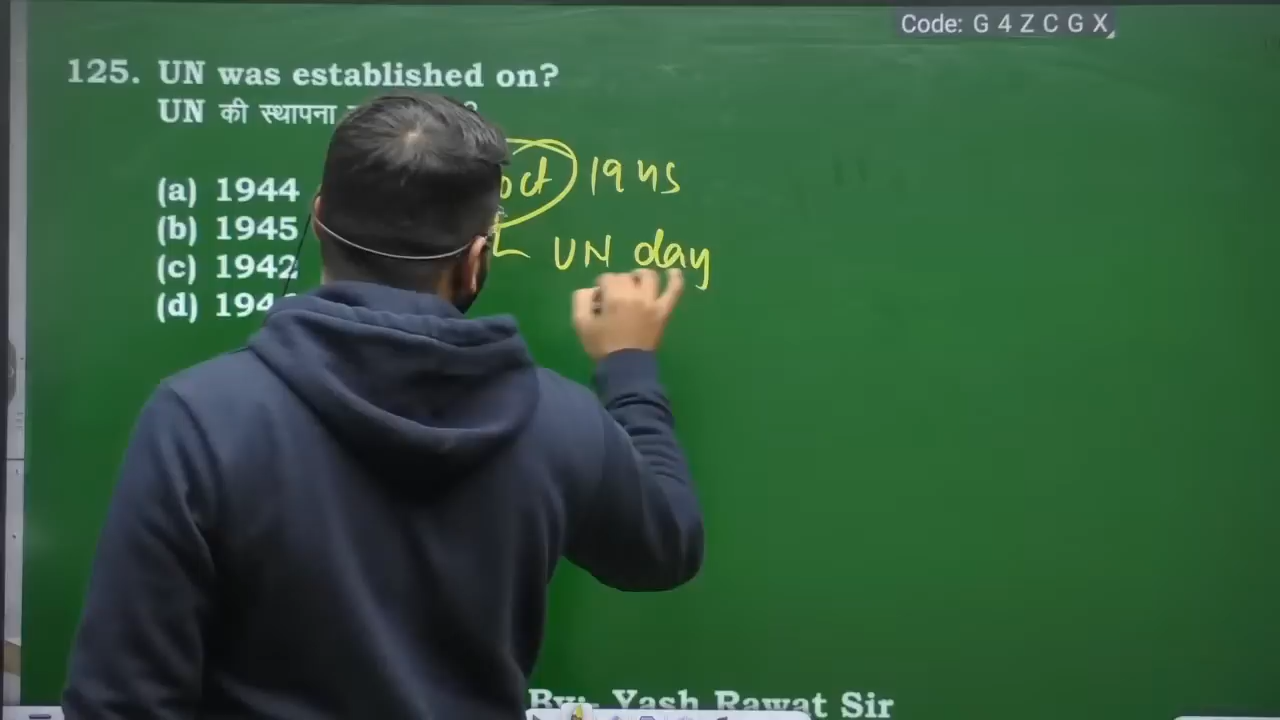 Code: G 4 Z C G X
125. UN was established on?
UN की स्थापना ?
oct 1945
(a) 1944
(b) 1945
UN day
(c) 1942
(d)
By:- Yash Rawat Sir